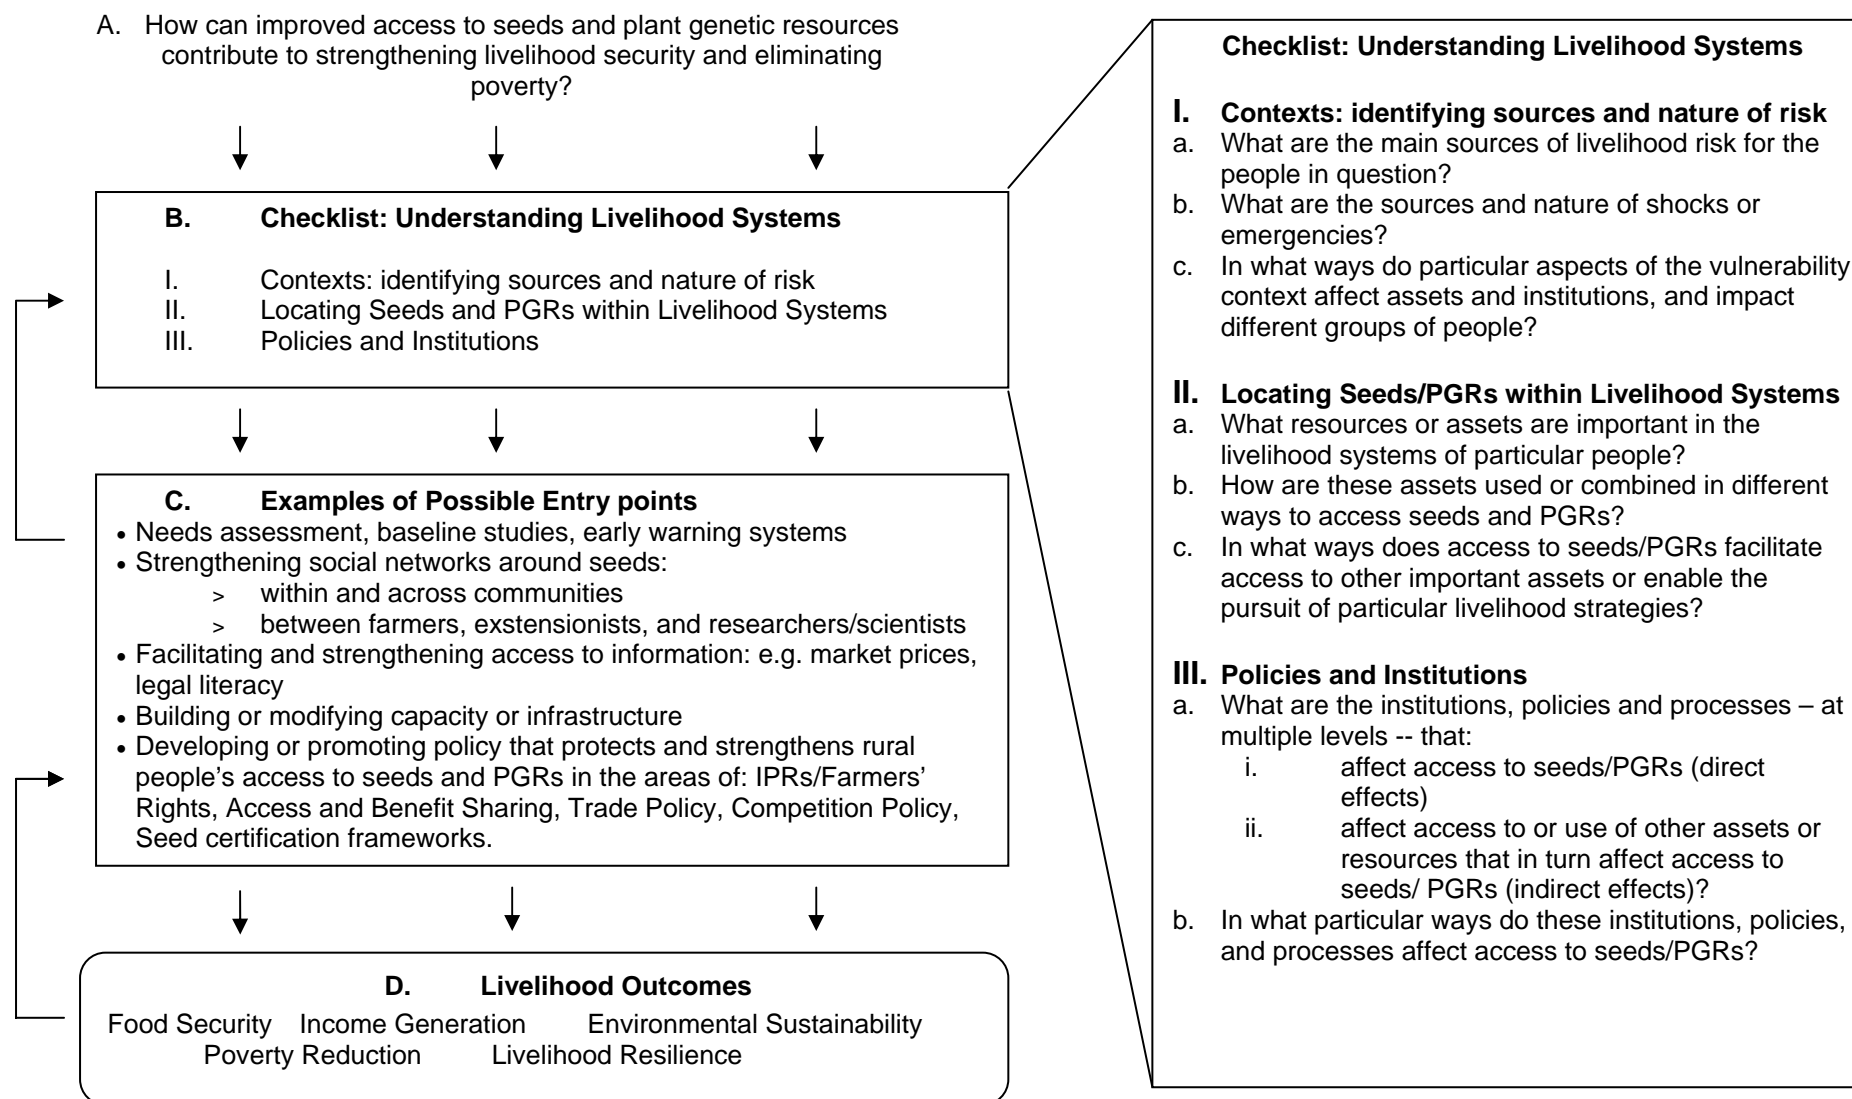 A. How can improved access to seeds and plant genetic resources
contribute to strengthening livelihood security and eliminating
poverty?
B. Checklist: Understanding Livelihood Systems
I. Contexts: identifying sources and nature of risk
II. Locating Seeds and PGRs within Livelihood Systems
III. Policies and Institutions
C. Examples of Possible Entry points
• Needs assessment, baseline studies, early warning systems
• Strengthening social networks around seeds:
> within and across communities
> between farmers, exstensionists, and researchers/scientists
• Facilitating and strengthening access to information: e.g. market prices,
legal literacy
• Building or modifying capacity or infrastructure
• Developing or promoting policy that protects and strengthens rural
people's access to seeds and PGRs in the areas of: IPRs/Farmers'
Rights, Access and Benefit Sharing, Trade Policy, Competition Policy,
Seed certification frameworks.
D. Livelihood Outcomes
Food Security Income Generation Environmental Sustainability
Poverty Reduction Livelihood Resilience
Checklist: Understanding Livelihood Systems
I. Contexts: identifying sources and nature of risk
a. What are the main sources of livelihood risk for the
people in question?
b. What are the sources and nature of shocks or
emergencies?
c. In what ways do particular aspects of the vulnerability
context affect assets and institutions, and impact
different groups of people?
II. Locating Seeds/PGRs within Livelihood Systems
a. What resources or assets are important in the
livelihood systems of particular people?
b. How are these assets used or combined in different
ways to access seeds and PGRs?
c. In what ways does access to seeds/PGRs facilitate
access to other important assets or enable the
pursuit of particular livelihood strategies?
III. Policies and Institutions
a. What are the institutions, policies and processes – at
multiple levels -- that:
i. affect access to seeds/PGRs (direct
effects)
ii. affect access to or use of other assets or
resources that in turn affect access to
seeds/ PGRs (indirect effects)?
b. In what particular ways do these institutions, policies,
and processes affect access to seeds/PGRs?